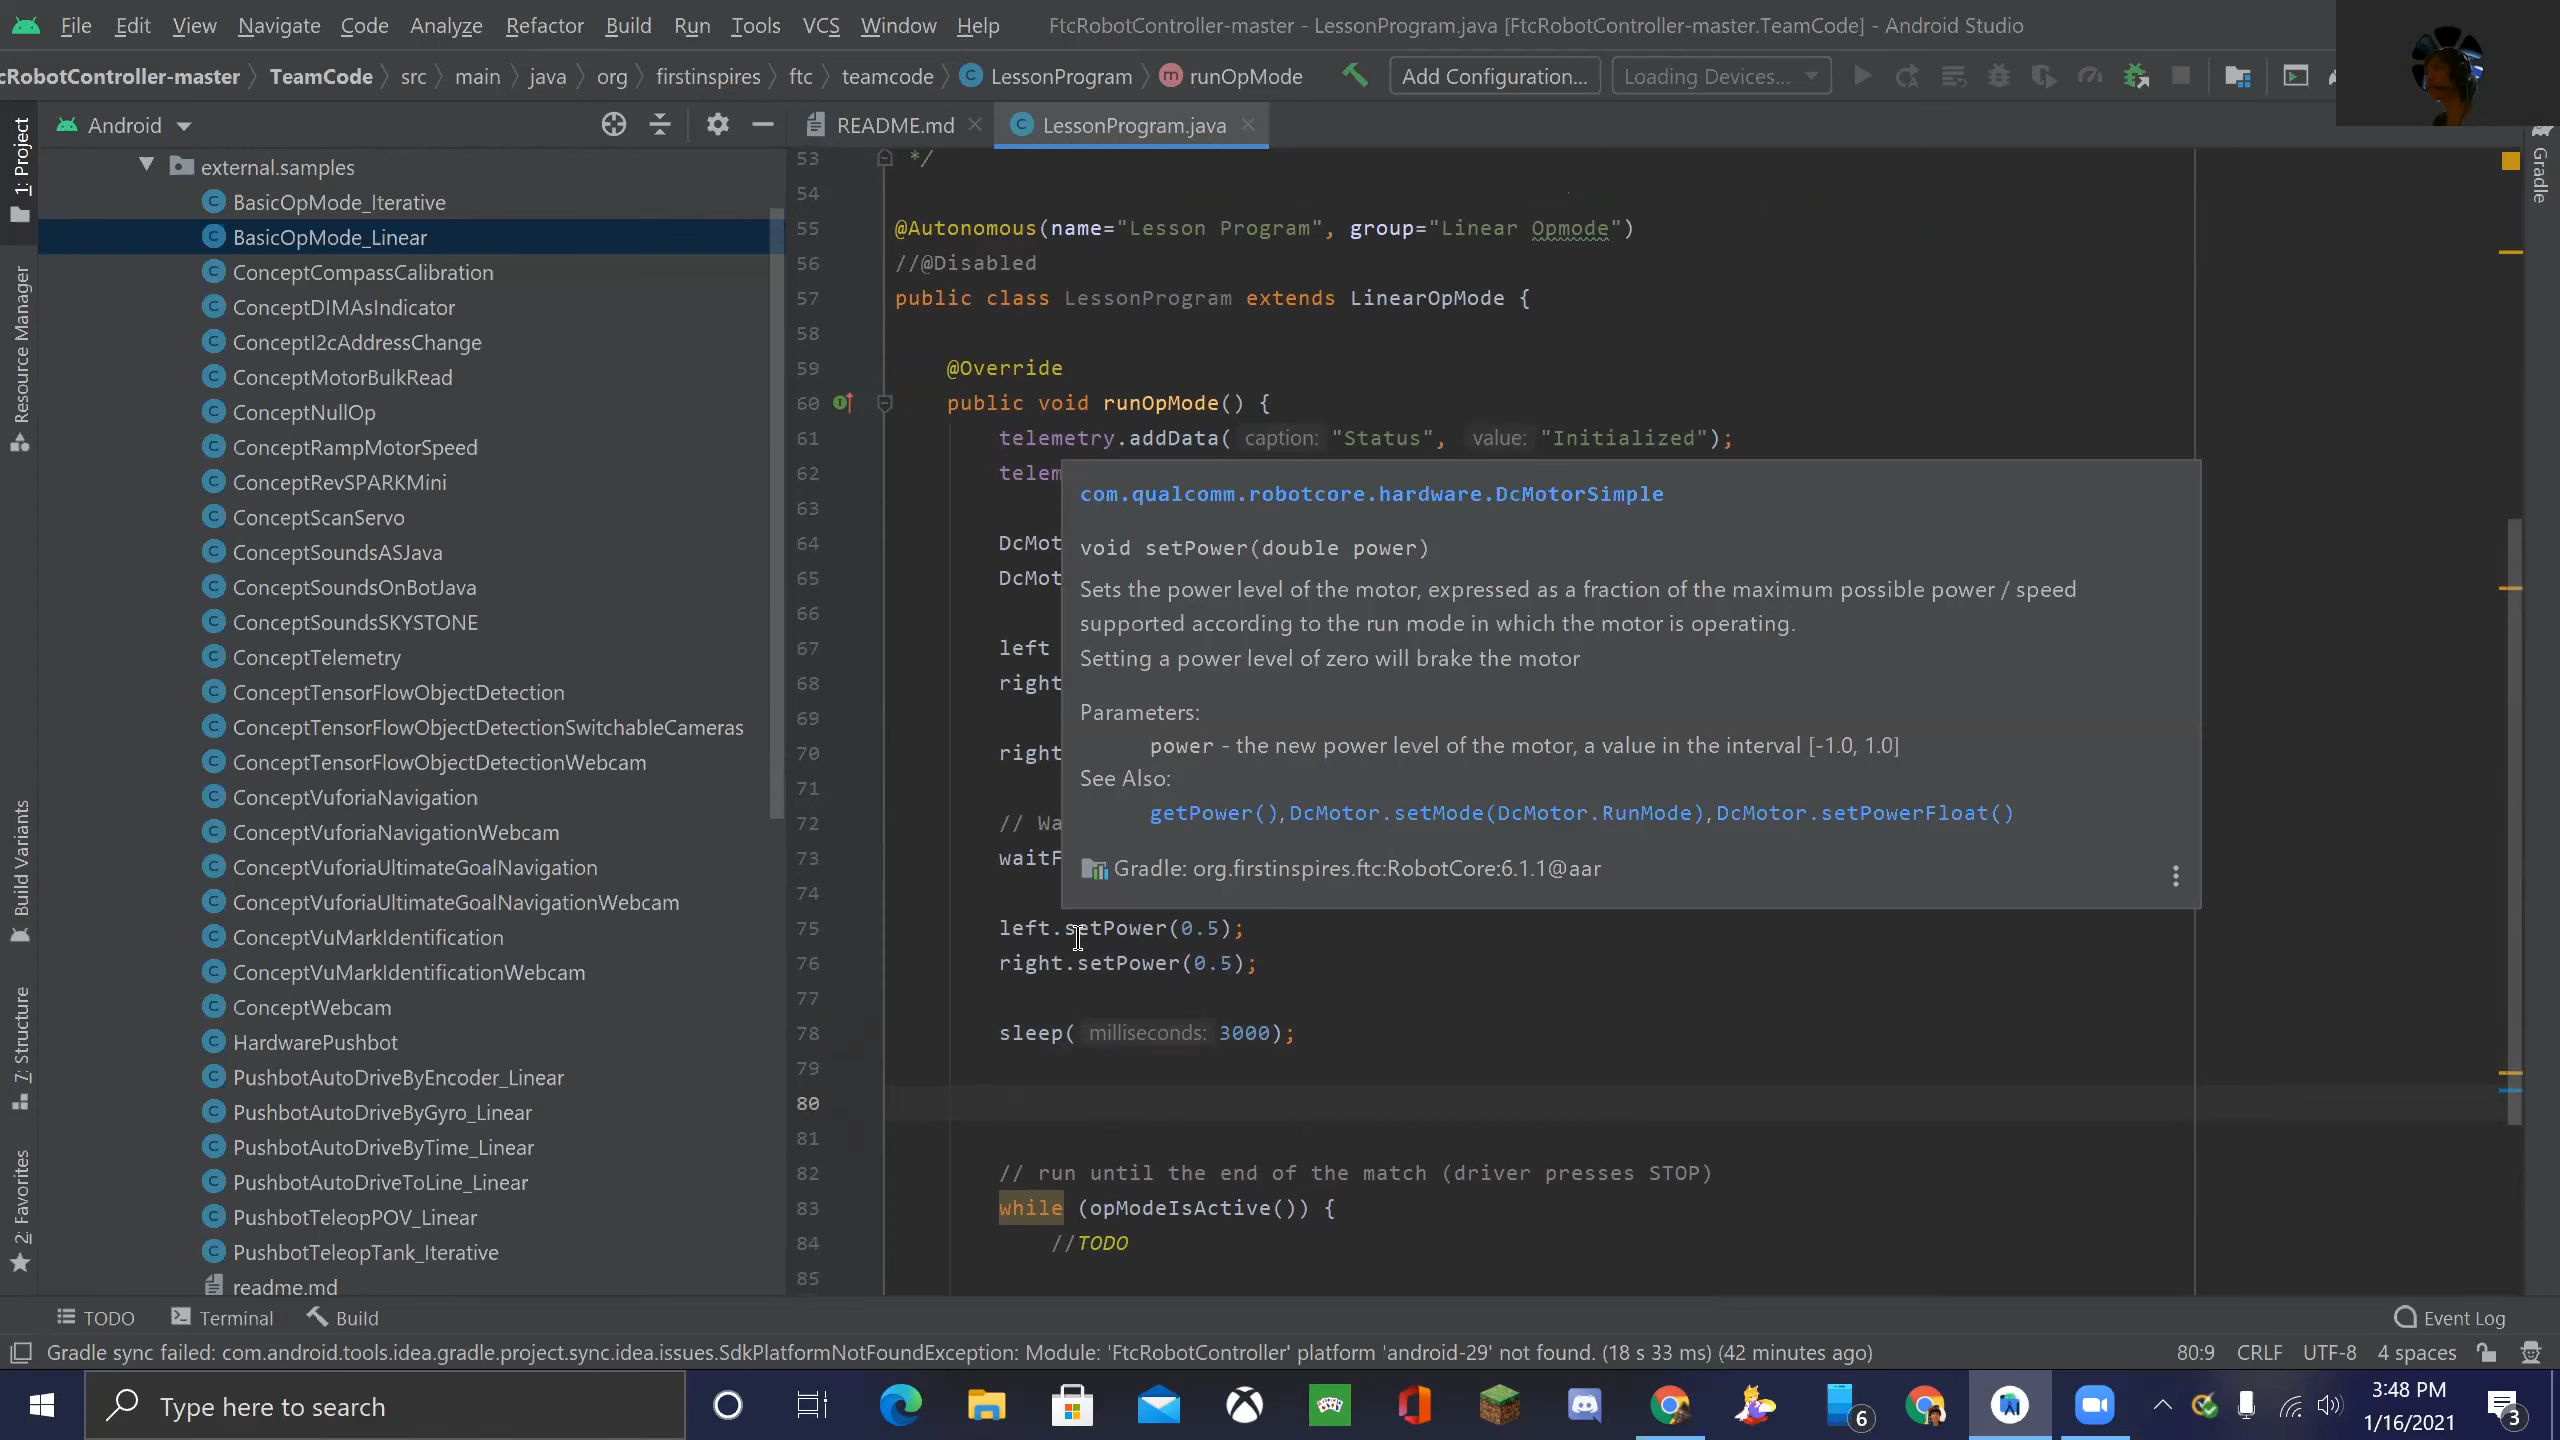 File Edit View Navigate Code Analyze Refactor Build Run Tools VCS Window Help FtcRobotController-master - LessonProgram.java [FtcRobotController-master.TeamCode] - Android Studio
cRobotController-master TeamCode src main java org firstinspires ftc teamcode LessonProgram runOpMode Add Configuration... Loading Devices...
Android
README.md LessonProgram.java
1: Project
Resource Manager
Build Variants
7: Structure
2: Favorites
Gradle
external.samples
BasicOpMode_Iterative
BasicOpMode_Linear
ConceptCompassCalibration
ConceptDIMAsIndicator
ConceptI2cAddressChange
ConceptMotorBulkRead
ConceptNullOp
ConceptRampMotorSpeed
ConceptRevSPARKMini
ConceptScanServo
ConceptSoundsASJava
ConceptSoundsOnBotJava
ConceptSoundsSKYSTONE
ConceptTelemetry
ConceptTensorFlowObjectDetection
ConceptTensorFlowObjectDetectionSwitchableCameras
ConceptTensorFlowObjectDetectionWebcam
ConceptVuforiaNavigation
ConceptVuforiaNavigationWebcam
ConceptVuforiaUltimateGoalNavigation
ConceptVuforiaUltimateGoalNavigationWebcam
ConceptVuMarkIdentification
ConceptVuMarkIdentificationWebcam
ConceptWebcam
HardwarePushbot
PushbotAutoDriveByEncoder_Linear
PushbotAutoDriveByGyro_Linear
PushbotAutoDriveByTime_Linear
PushbotAutoDriveToLine_Linear
PushbotTeleopPOV_Linear
PushbotTeleopTank_Iterative
readme.md
53 */
54
55 @Autonomous(name="Lesson Program", group="Linear Opmode")
56 //@Disabled
57 public class LessonProgram extends LinearOpMode {
58
59 @Override
60 public void runOpMode() {
61 telemetry.addData( caption: "Status", value: "Initialized");
62 telem
63
64 DcMot
65 DcMot
66
67 left
68 right
69
70 right
71
72 // Wa
73 waitF
74
75 left.setPower(0.5);
76 right.setPower(0.5);
77
78 sleep( milliseconds: 3000);
79
80
81
82 // run until the end of the match (driver presses STOP)
83 while (opModeIsActive()) {
84 //TODO
85
com.qualcomm.robotcore.hardware.DcMotorSimple
void setPower(double power)
Sets the power level of the motor, expressed as a fraction of the maximum possible power / speed
supported according to the run mode in which the motor is operating.
Setting a power level of zero will brake the motor
Parameters:
power - the new power level of the motor, a value in the interval [-1.0, 1.0]
See Also:
getPower(),DcMotor.setMode(DcMotor.RunMode),DcMotor.setPowerFloat()
Gradle: org.firstinspires.ftc:RobotCore:6.1.1@aar
TODO Terminal Build Event Log
Gradle sync failed: com.android.tools.idea.gradle.project.sync.idea.issues.SdkPlatformNotFoundException: Module: 'FtcRobotController' platform 'android-29' not found. (18 s 33 ms) (42 minutes ago) 80:9 CRLF UTF-8 4 spaces
Type here to search 6 3:48 PM
1/16/2021 3